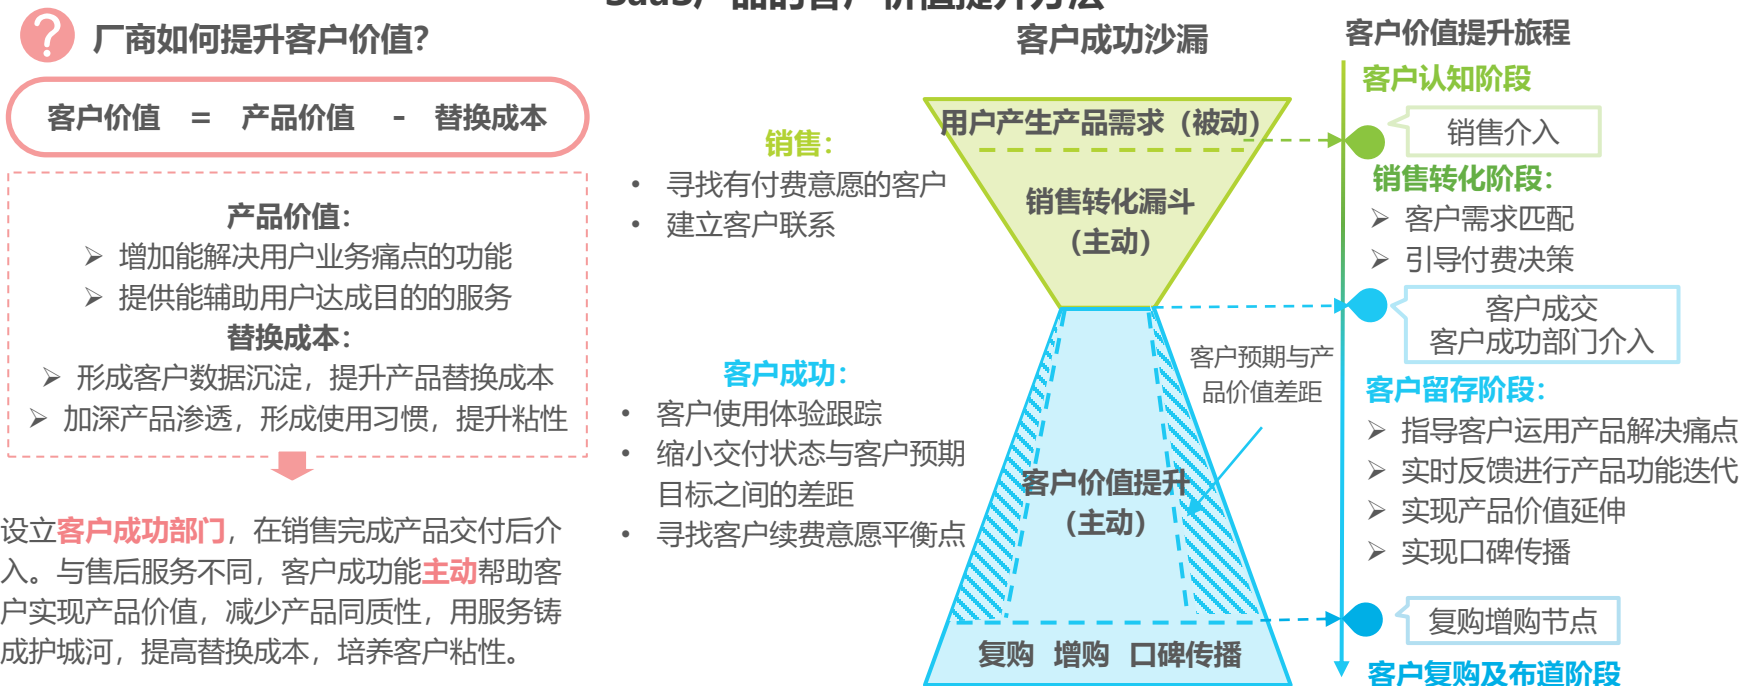 SaaS产品的客户价值提升方法
厂商如何提升客户价值?
客户价值 = 产品价值 - 替换成本
产品价值：
➢ 增加能解决用户业务痛点的功能
➢ 提供能辅助用户达成目的的服务
替换成本：
➢ 形成客户数据沉淀，提升产品替换成本
➢ 加深产品渗透，形成使用习惯，提升粘性
设立客户成功部门，在销售完成产品交付后介
入。与售后服务不同，客户成功能主动帮助客
户实现产品价值，减少产品同质性，用服务铸
成护城河，提高替换成本，培养客户粘性。
销售：
• 寻找有付费意愿的客户
• 建立客户联系
客户成功：
• 客户使用体验跟踪
• 缩小交付状态与客户预期
目标之间的差距
• 寻找客户续费意愿平衡点
客户成功沙漏
用户产生产品需求（被动）
销售转化漏斗
（主动）
客户预期与产
品价值差距
客户价值提升
（主动）
复购 增购 口碑传播
客户价值提升旅程
客户认知阶段
销售介入
销售转化阶段：
➢ 客户需求匹配
➢ 引导付费决策
客户成交
客户成功部门介入
客户留存阶段：
➢ 指导客户运用产品解决痛点
➢ 实时反馈进行产品功能迭代
➢ 实现产品价值延伸
➢ 实现口碑传播
复购增购节点
客户复购及布道阶段